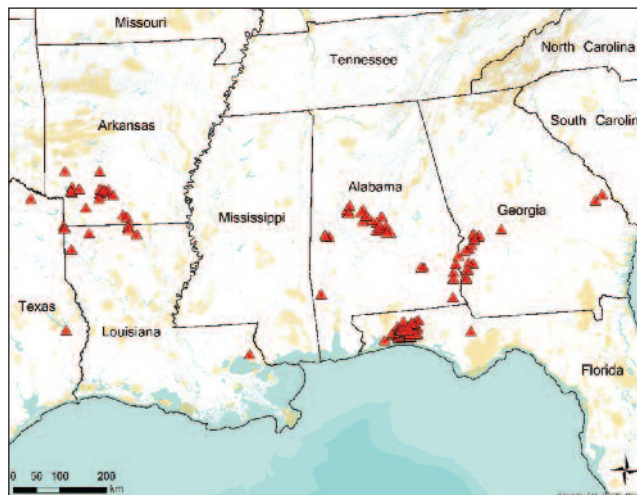 Missouri
Tennessee
North Carolina
Arkansas
South Carolin
Alabama
Georgia
Mississippi
Texas
Louisiana
Florida
0 50 100 200
km